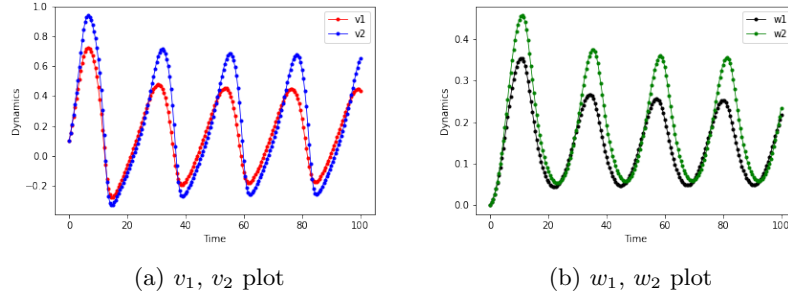 1.0
0.8
0.6
0.4
0.2
0.0
−0.2
Dynamics
0 20 40 60 80 100
Time
v1
v2
(a) v₁, v₂ plot
0.4
0.3
0.2
0.1
0.0
Dynamics
0 20 40 60 80 100
Time
w1
w2
(b) w₁, w₂ plot